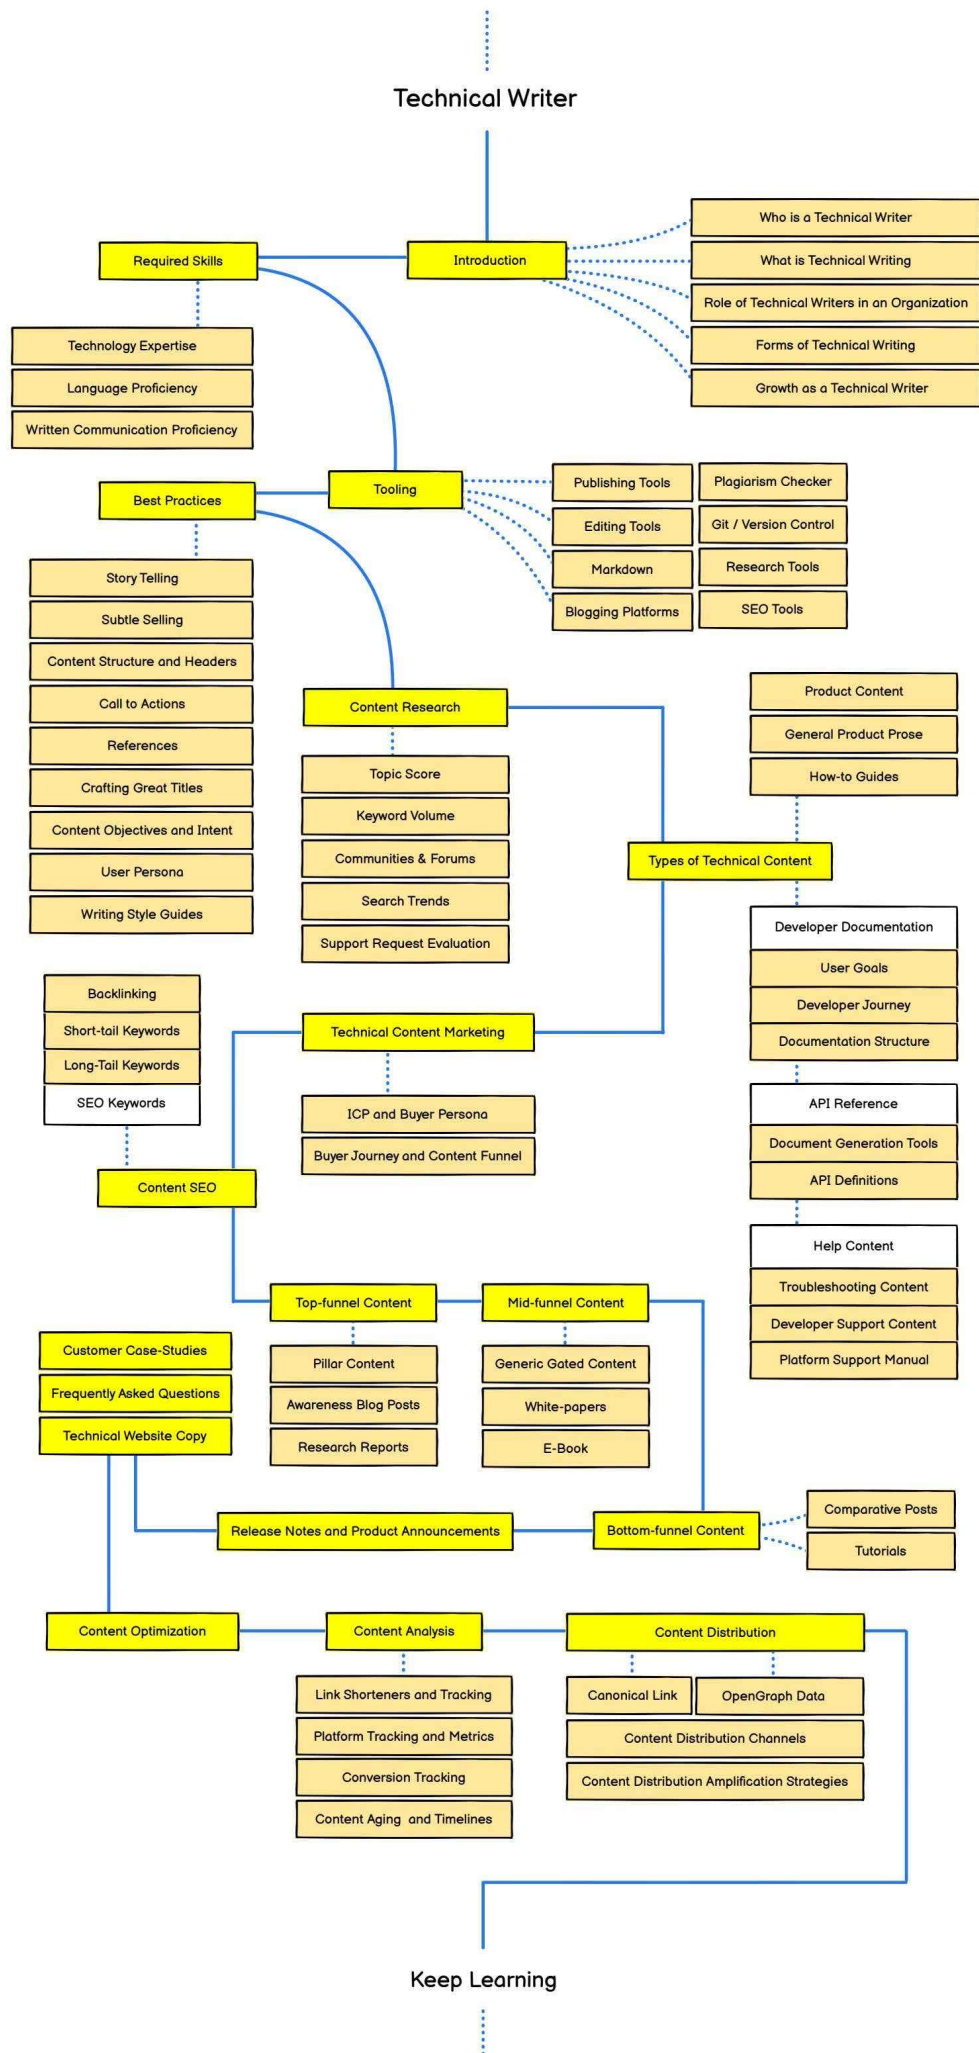 Technical Writer
Introduction
Who is a Technical Writer
What is Technical Writing
Role of Technical Writers in an Organization
Forms of Technical Writing
Growth as a Technical Writer
Required Skills
Technology Expertise
Language Proficiency
Written Communication Proficiency
Tooling
Publishing Tools
Plagiarism Checker
Editing Tools
Git / Version Control
Markdown
Research Tools
Blogging Platforms
SEO Tools
Best Practices
Story Telling
Subtle Selling
Content Structure and Headers
Call to Actions
References
Crafting Great Titles
Content Objectives and Intent
User Persona
Writing Style Guides
Content Research
Topic Score
Keyword Volume
Communities & Forums
Search Trends
Support Request Evaluation
Product Content
General Product Prose
How-to Guides
Types of Technical Content
Developer Documentation
User Goals
Developer Journey
Documentation Structure
API Reference
Document Generation Tools
API Definitions
Help Content
Troubleshooting Content
Developer Support Content
Platform Support Manual
Technical Content Marketing
ICP and Buyer Persona
Buyer Journey and Content Funnel
Backlinking
Short-tail Keywords
Long-Tail Keywords
SEO Keywords
Content SEO
Top-funnel Content
Pillar Content
Awareness Blog Posts
Research Reports
Mid-funnel Content
Generic Gated Content
White-papers
E-Book
Bottom-funnel Content
Comparative Posts
Tutorials
Release Notes and Product Announcements
Customer Case-Studies
Frequently Asked Questions
Technical Website Copy
Content Optimization
Content Analysis
Link Shorteners and Tracking
Platform Tracking and Metrics
Conversion Tracking
Content Aging and Timelines
Content Distribution
Canonical Link
OpenGraph Data
Content Distribution Channels
Content Distribution Amplification Strategies
Keep Learning